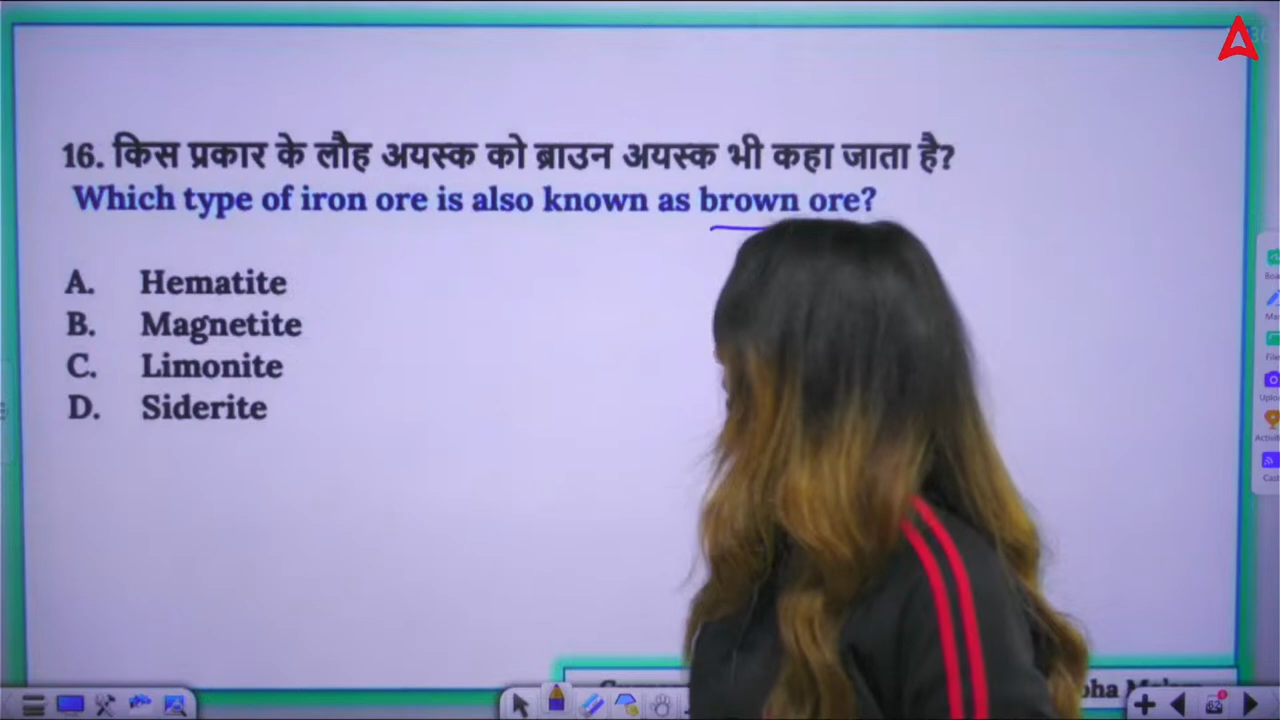 16. किस प्रकार के लौह अयस्क को ब्राउन अयस्क भी कहा जाता है?
Which type of iron ore is also known as brown ore?
A. Hematite
B. Magnetite
C. Limonite
D. Siderite